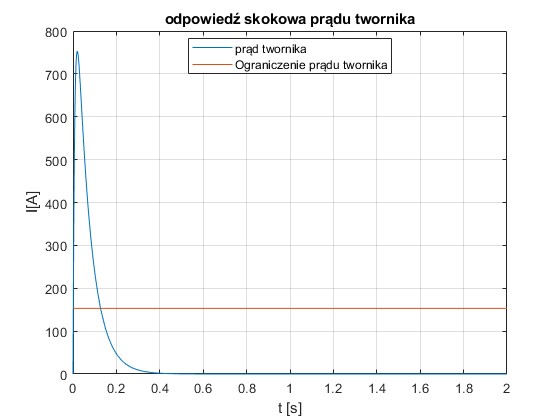 odpowiedź skokowa prądu twornika
prąd twornika
Ograniczenie prądu twornika
800
700
600
500
400
300
200
100
0
I[A]
0 0.2 0.4 0.6 0.8 1 1.2 1.4 1.6 1.8 2
t [s]